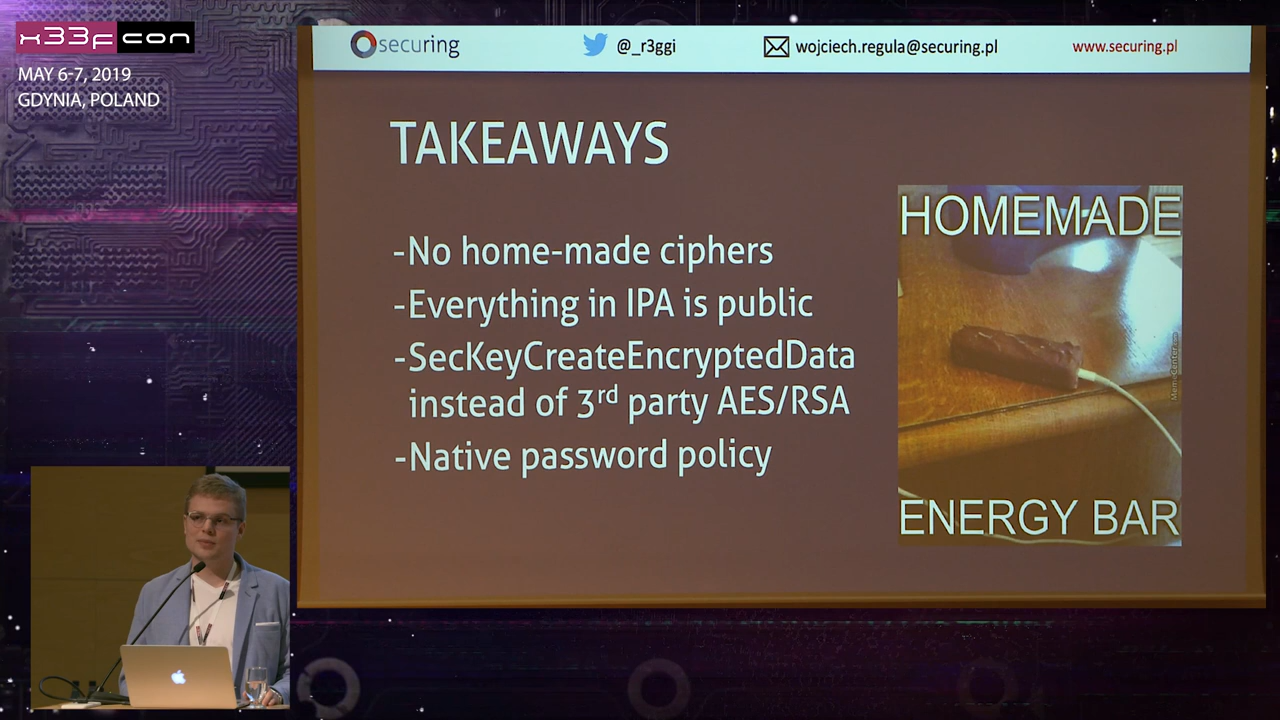 x33fcon
MAY 6-7, 2019
GDYNIA, POLAND
securing
@_r3ggi
wojciech.regula@securing.pl
www.securing.pl
TAKEAWAYS
-No home-made ciphers
-Everything in IPA is public
-SecKeyCreateEncryptedData
instead of 3rd party AES/RSA
-Native password policy
HOMEMADE
ENERGY BAR